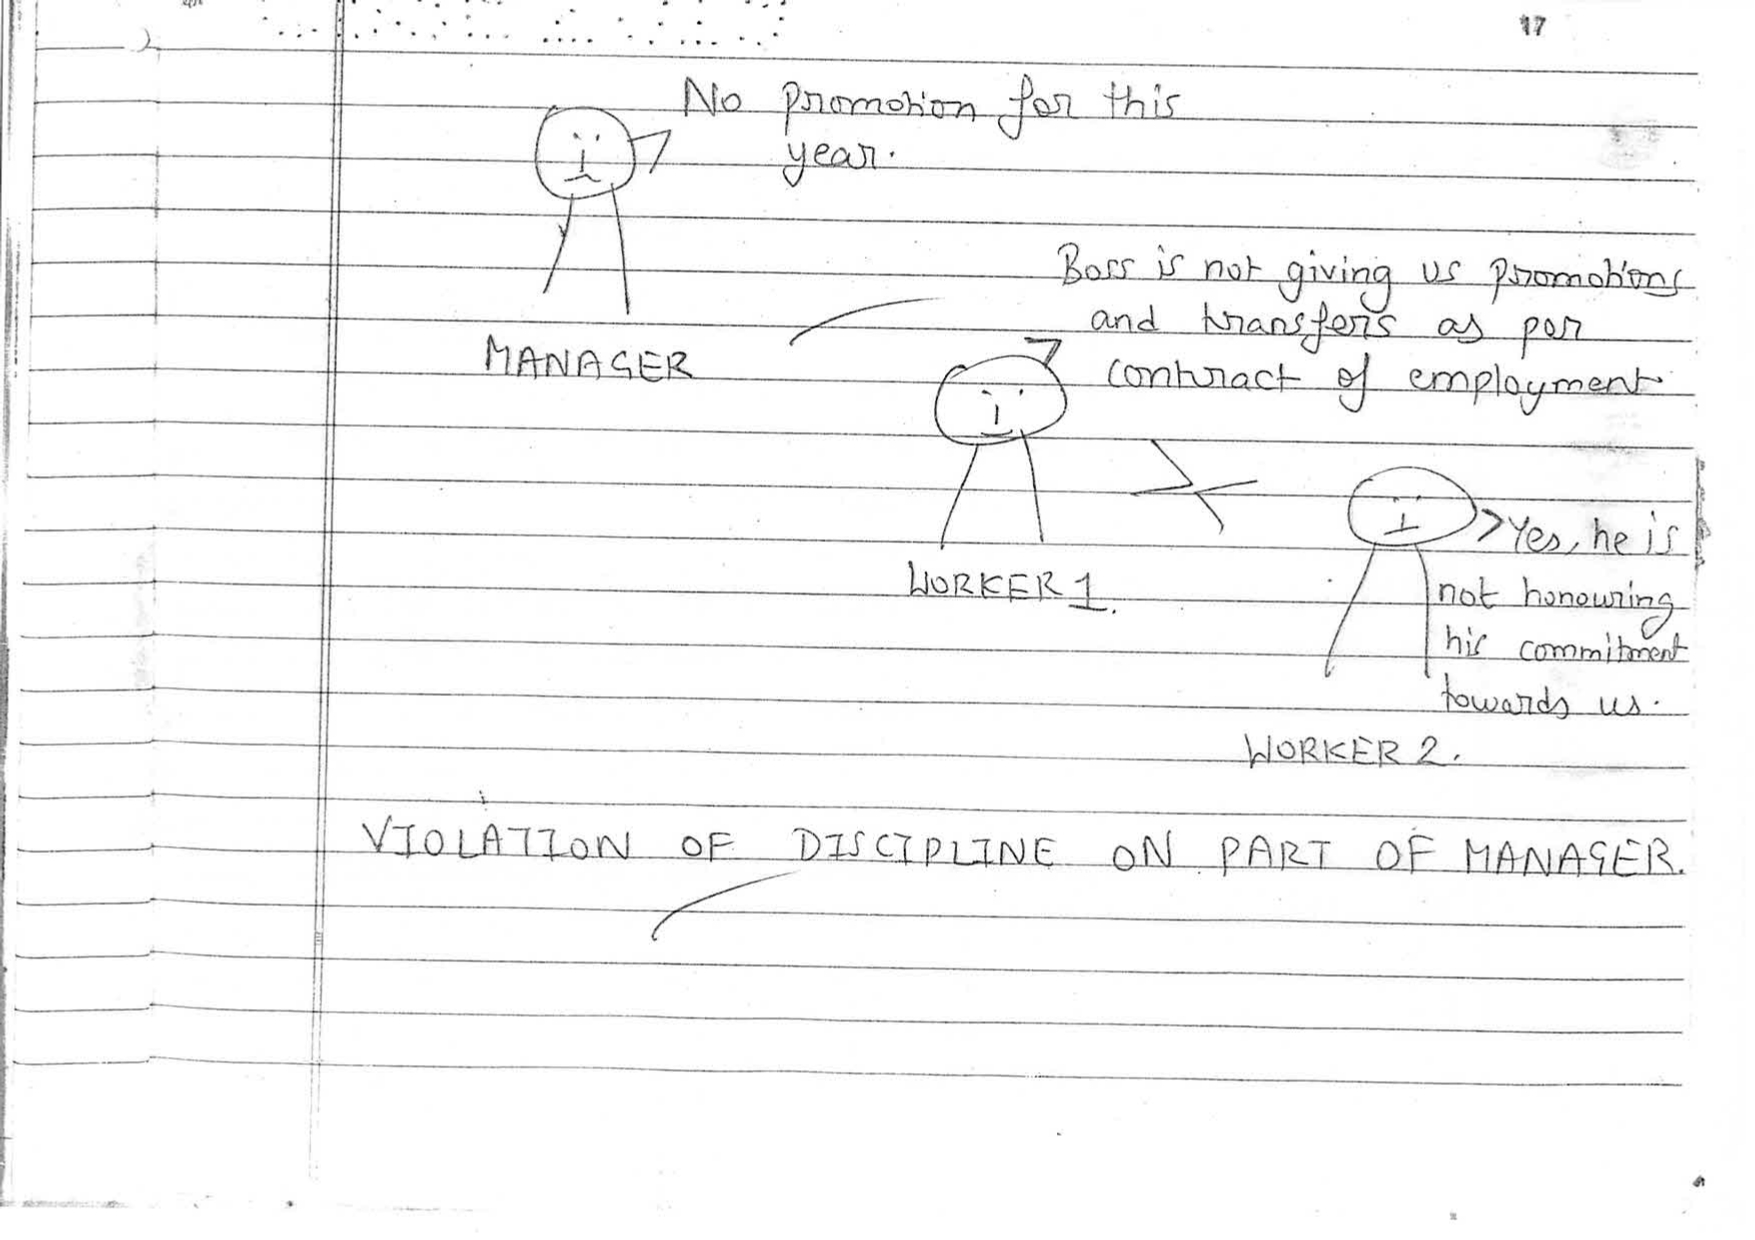 17
No promotion for this
year.
MANAGER
Boss is not giving us promotions
and transfers as per
contract of employment.
WORKER 1.
Yes, he is
not honouring
his commitment
towards us.
WORKER 2.
VIOLATION OF DISCIPLINE ON PART OF MANAGER.